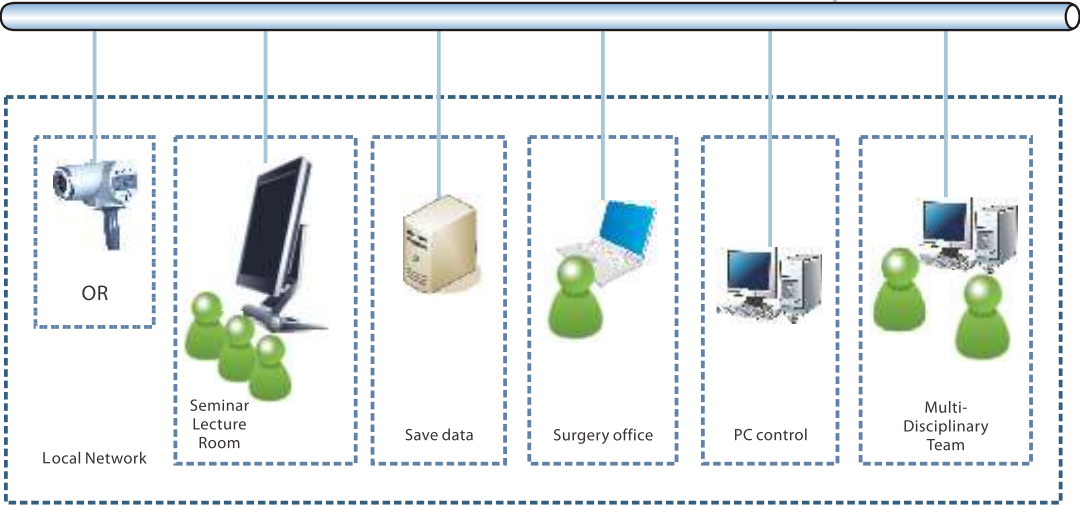 OR
Local Network
Seminar
Lecture
Room
Save data
Surgery office
PC control
Multi-
Disciplinary
Team